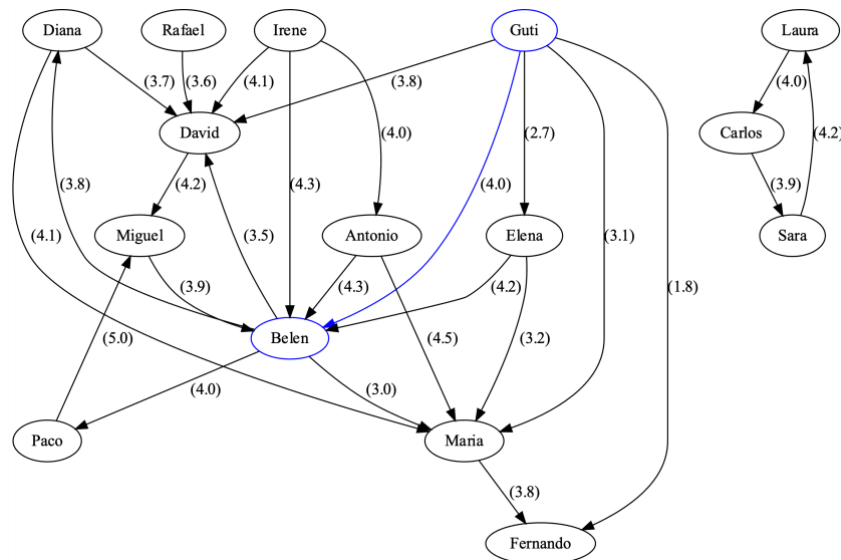 Diana
Rafael
Irene
Guti
Laura
(3.7)
(3.6)
(4.1)
(3.8)
(4.0)
David
(4.0)
(2.7)
Carlos
(4.2)
(4.2)
(3.8)
(4.3)
(4.0)
(3.9)
(4.1)
Miguel
(3.5)
Antonio
Elena
(3.1)
Sara
(3.9)
(4.3)
(4.2)
(1.8)
(5.0)
Belen
(4.5)
(3.2)
(4.0)
(3.0)
Paco
Maria
(3.8)
Fernando